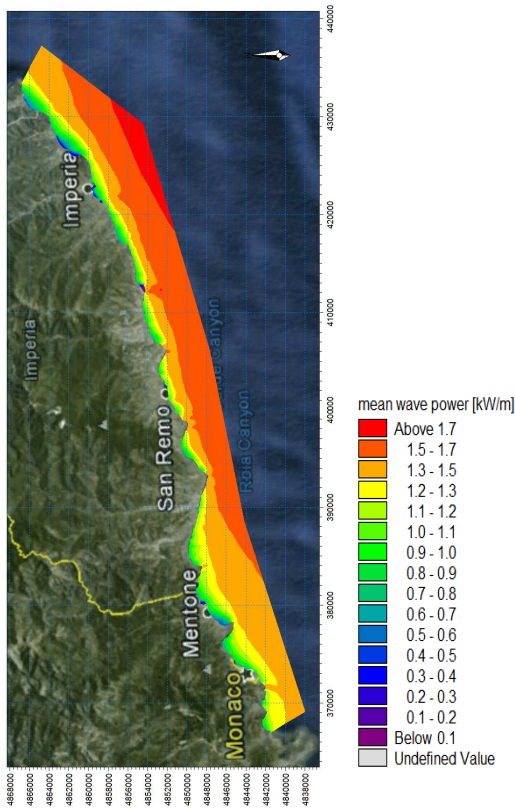 440000
430000
420000
410000
400000
390000
380000
370000
Imperia
Imperia
San Remo
Mentone
Monaco
Canyon
Roia Canyon
4868000
4866000
4864000
4862000
4860000
4858000
4856000
4854000
4852000
4850000
4848000
4846000
4844000
4842000
4840000
4838000
mean wave power [kW/m]
Above 1.7
1.5 - 1.7
1.3 - 1.5
1.2 - 1.3
1.1 - 1.2
1.0 - 1.1
0.9 - 1.0
0.8 - 0.9
0.7 - 0.8
0.6 - 0.7
0.5 - 0.6
0.4 - 0.5
0.3 - 0.4
0.2 - 0.3
0.1 - 0.2
Below 0.1
Undefined Value